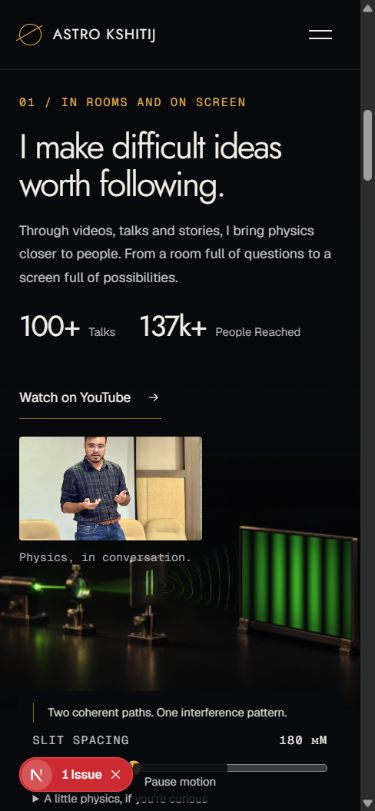 ASTRO KSHITIJ
01 / IN ROOMS AND ON SCREEN
I make difficult ideas
worth following.
Through videos, talks and stories, I bring physics
closer to people. From a room full of questions to a
screen full of possibilities.
100+ Talks 137k+ People Reached
Watch on YouTube →
Physics, in conversation.
Two coherent paths. One interference pattern.
SLIT SPACING 180 μM
N 1 Issue ×
Pause motion
▶ A little physics, if you're curious